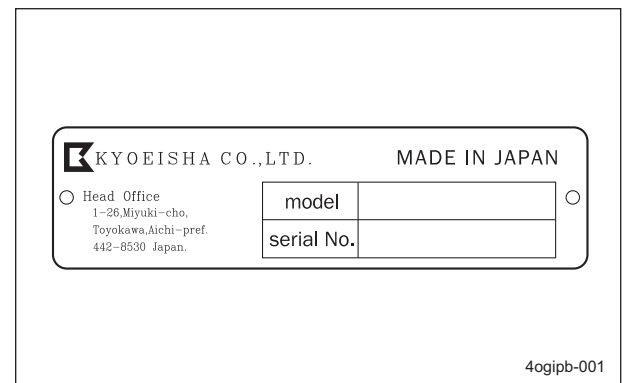 KYOEISHA CO.,LTD. MADE IN JAPAN
Head Office
1-26,Miyuki-cho,
Toyokawa,Aichi-pref.
442-8530 Japan.
model
serial No.
4ogipb-001